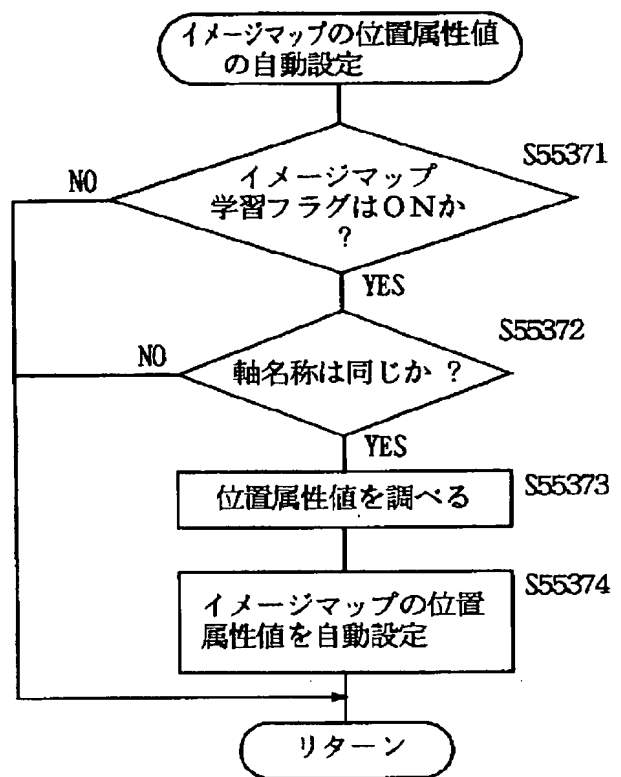 イメージマップの位置属性値
の自動設定
S55371
NO
イメージマップ
学習フラグはONか
?
YES
S55372
NO
軸名称は同じか ?
YES
位置属性値を調べる
S55373
S55374
イメージマップの位置
属性値を自動設定
リターン